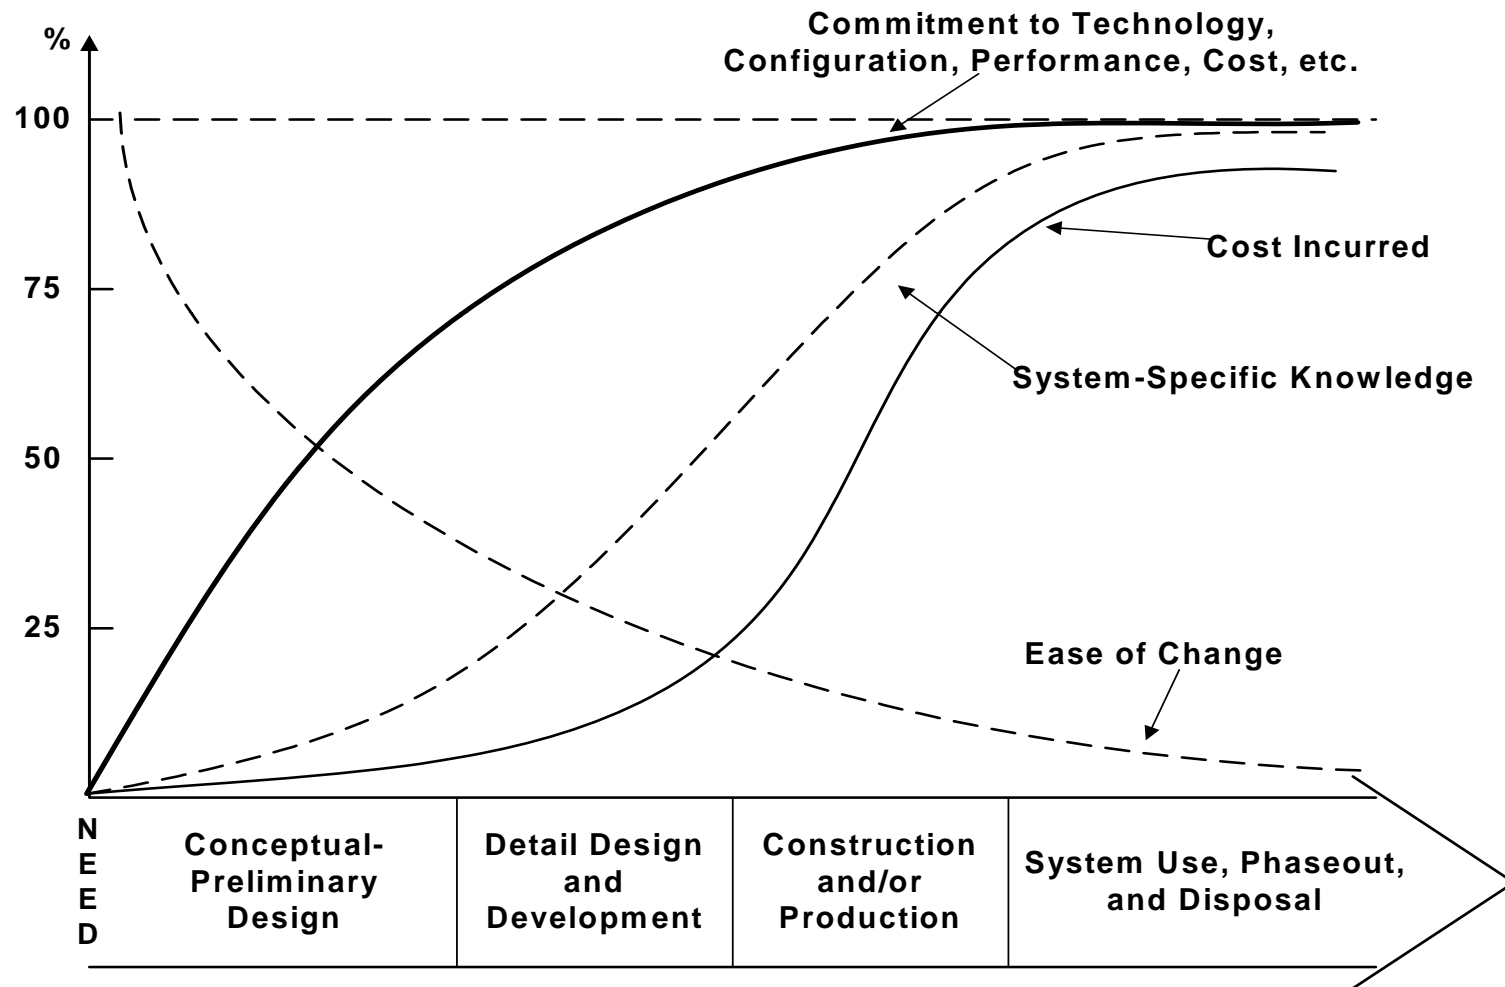 Commitment to Technology,
Configuration, Performance, Cost, etc.
%
100
75
50
25
Cost Incurred
System-Specific Knowledge
Ease of Change
N
E
E
D
Conceptual-
Preliminary
Design
Detail Design
and
Development
Construction
and/or
Production
System Use, Phaseout,
and Disposal